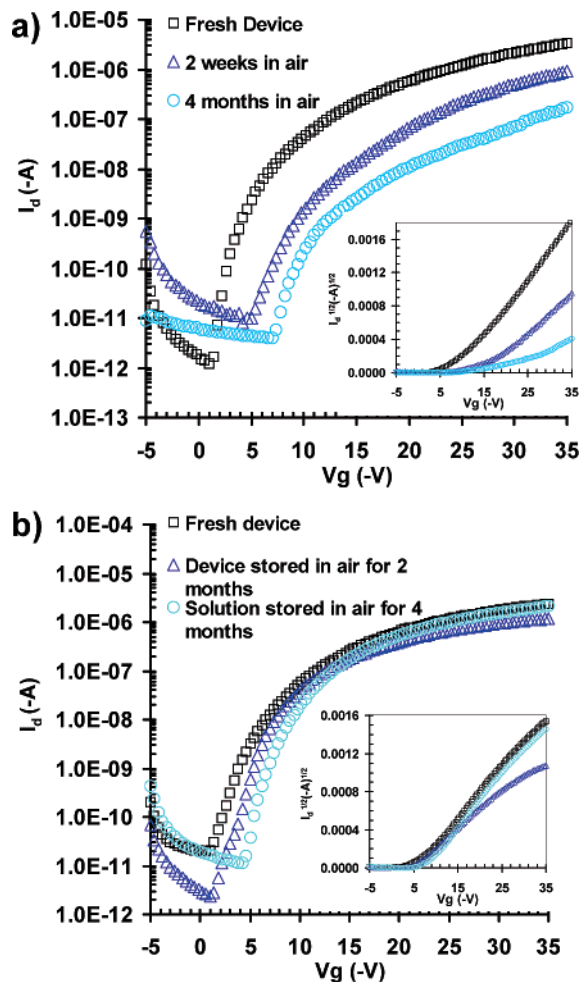 a)
1.0E-05
1.0E-06
1.0E-07
1.0E-08
1.0E-09
1.0E-10
1.0E-11
1.0E-12
1.0E-13
I_d (-A)
Fresh Device
2 weeks in air
4 months in air
-5 0 5 10 15 20 25 30 35
Vg (-V)
0.0016
0.0012
0.0008
0.0004
0.0000
I_d^1/2(-A)^1/2
-5 5 15 25 35
Vg (-V)
b)
1.0E-04
1.0E-05
1.0E-06
1.0E-07
1.0E-08
1.0E-09
1.0E-10
1.0E-11
1.0E-12
I_d (-A)
Fresh device
Device stored in air for 2
months
Solution stored in air for 4
months
-5 0 5 10 15 20 25 30 35
Vg (-V)
0.0016
0.0012
0.0008
0.0004
0.0000
I_d^1/2(-A)^1/2
-5 5 15 25 35
Vg (-V)